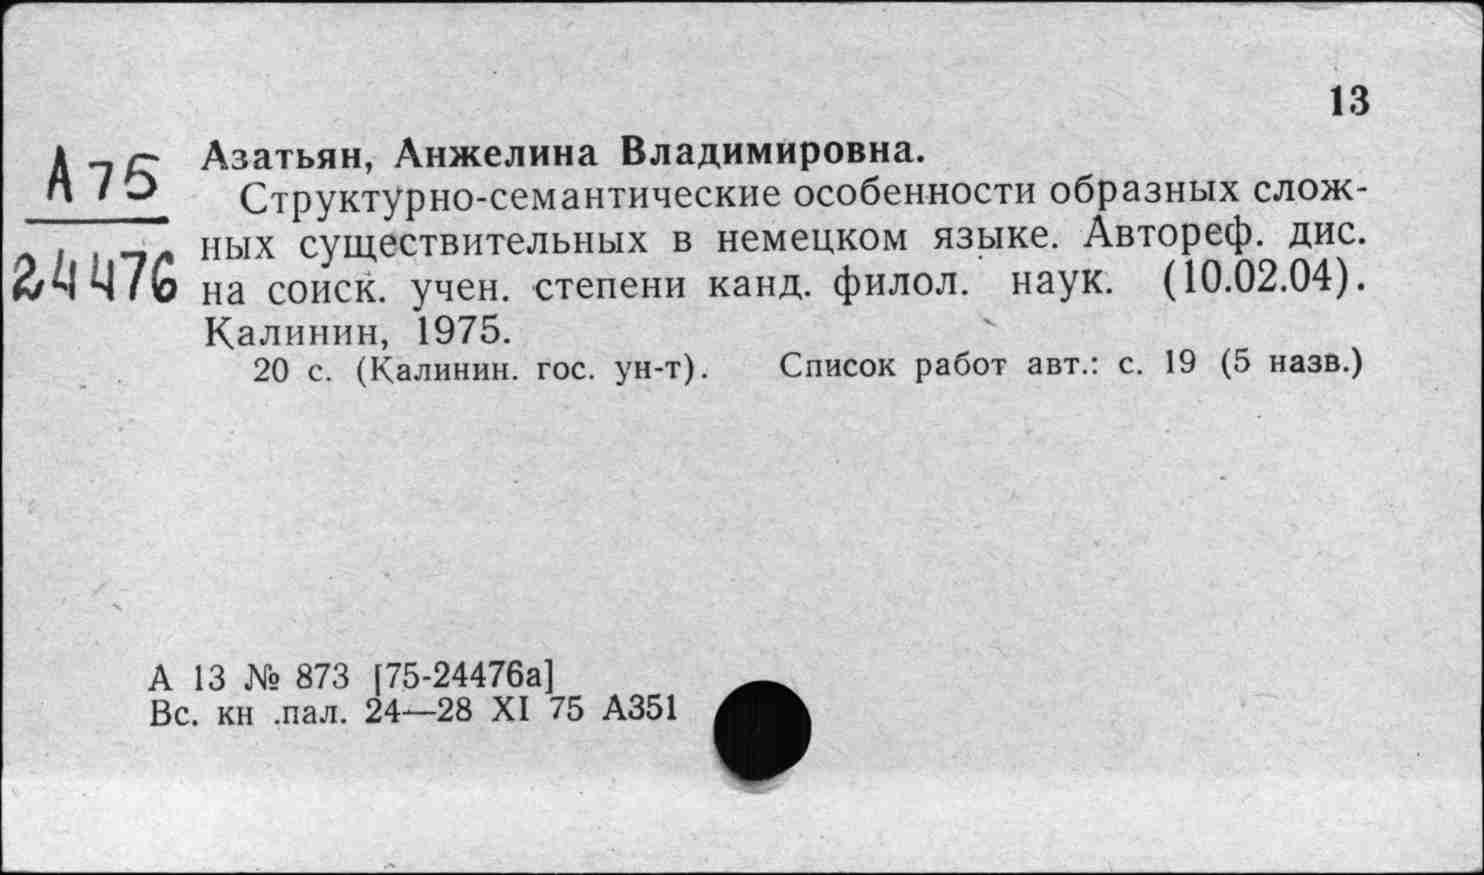 13
А 75
24476
Азатьян, Анжелина Владимировна.
Структурно-семантические особенности образных слож-
ных существительных в немецком языке. Автореф. дис.
на соиск. учен. степени канд. филол. наук. (10.02.04).
Калинин, 1975.
20 с. (Калинин. гос. ун-т). Список работ авт.: с. 19 (5 назв.)
А 13 № 873 [75-24476а]
Вс. кн .пал. 24—28 XI 75 А351